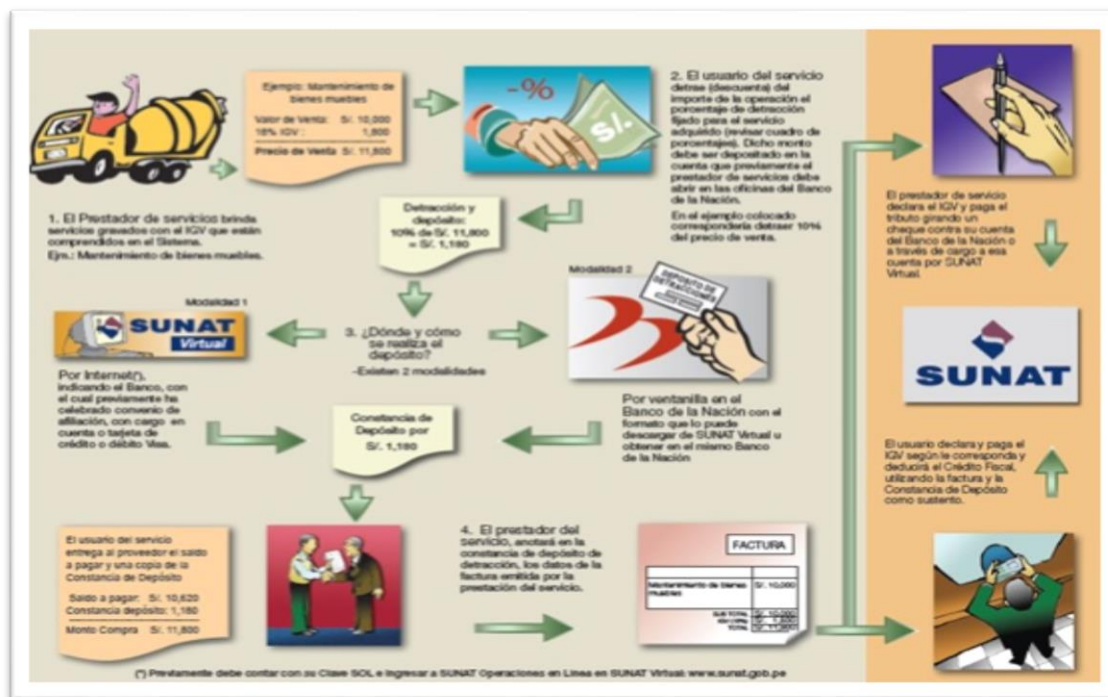 Ejemplo: Mantenimiento de
bienes muebles
Valor de Venta: S/. 10,000
18% IGV : 1,800
Precio de Venta S/. 11,800
-%
S/.
2. El usuario del servicio
detrae (descuenta) del
importe de la operación el
porcentaje de detracción
fijado para el servicio
adquirido (revisar cuadro de
porcentajes). Dicho monto
debe ser depositado en la
cuenta que previamente el
prestador de servicios debe
abrir en las oficinas del Banco
de la Nación.
En el ejemplo colocado
correspondería detraer 10%
del precio de venta.
1. El Prestador de servicios brinda
servicios gravados con el IGV que están
comprendidos en el Sistema.
Ejm.: Mantenimiento de bienes muebles.
Detracción y
depósito:
10% de S/. 11,800
= S/. 1,180
Modalidad 1
SUNAT
Virtual
Por Internet(*),
indicando el Banco, con
el cual previamente ha
celebrado convenio de
afiliación, con cargo en
cuenta o tarjeta de
crédito o débito Visa.
3. ¿Dónde y cómo
se realiza el
depósito?
-Existen 2 modalidades
Modalidad 2
DEPOSITO DE
DETRACCIONES
Por ventanilla en el
Banco de la Nación con el
formato que lo puede
descargar de SUNAT Virtual u
obtener en el mismo Banco
de la Nación
Constancia de
Depósito por
S/. 1,180
El usuario del servicio
entrega al proveedor el saldo
a pagar y una copia de la
Constancia de Depósito
Saldo a pagar: S/. 10,620
Constancia depósito: 1,180
Monto Compra S/. 11,800
4. El prestador del
servicio, anotará en la
constancia de depósito de
detracción, los datos de la
factura emitida por la
prestación del servicio.
FACTURA
Mantenimiento de bienes
muebles
S/. 10,000
SUB TOTAL S/. 10,000
IGV (18%) S/. 1,800
TOTAL S/. 11,800
El prestador de servicio
declara el IGV y paga el
tributo girando un
cheque contra su cuenta
del Banco de la Nación o
a través de cargo a esa
cuenta por SUNAT
Virtual.
SUNAT
El usuario declara y paga el
IGV según le corresponda y
deducirá el Crédito Fiscal,
utilizando la factura y la
Constancia de Depósito
como sustento.
(*) Previamente debe contar con su Clave SOL e ingresar a SUNAT Operaciones en Linea en SUNAT Virtual: www.sunat.gob.pe